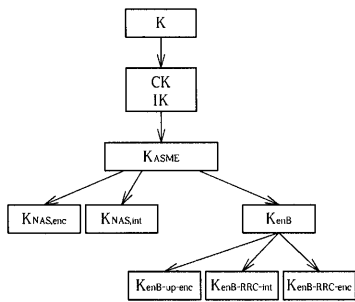 K
CK
IK
KASME
KNAS,enc KNAS,int KenB
KenB-up-enc KenB-RRC-int KenB-RRC-enc